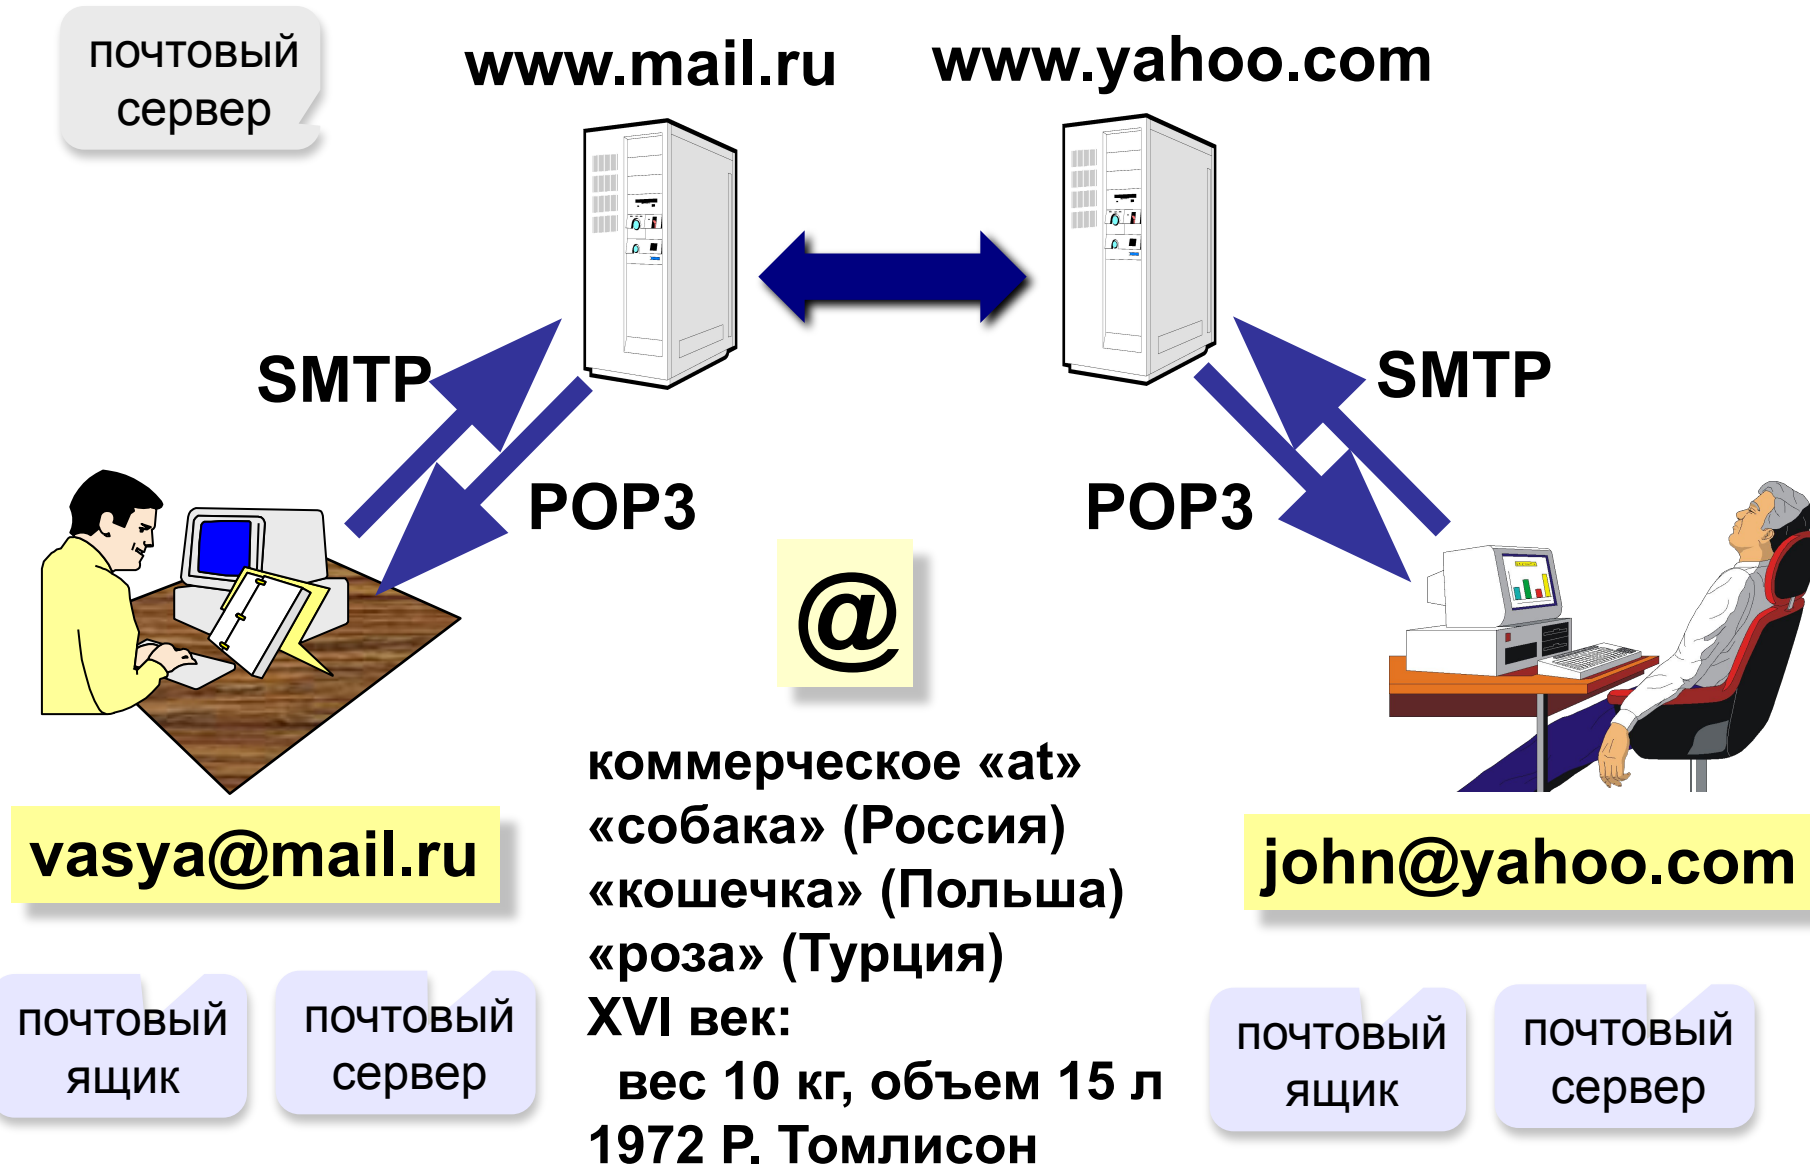 почтовый
сервер
www.mail.ru
www.yahoo.com
SMTP
SMTP
POP3
POP3
@
коммерческое «at»
«собака» (Россия)
«кошечка» (Польша)
«роза» (Турция)
XVI век:
вес 10 кг, объем 15 л
1972 Р. Томлисон
vasya@mail.ru
john@yahoo.com
почтовый
ящик
почтовый
сервер
почтовый
ящик
почтовый
сервер